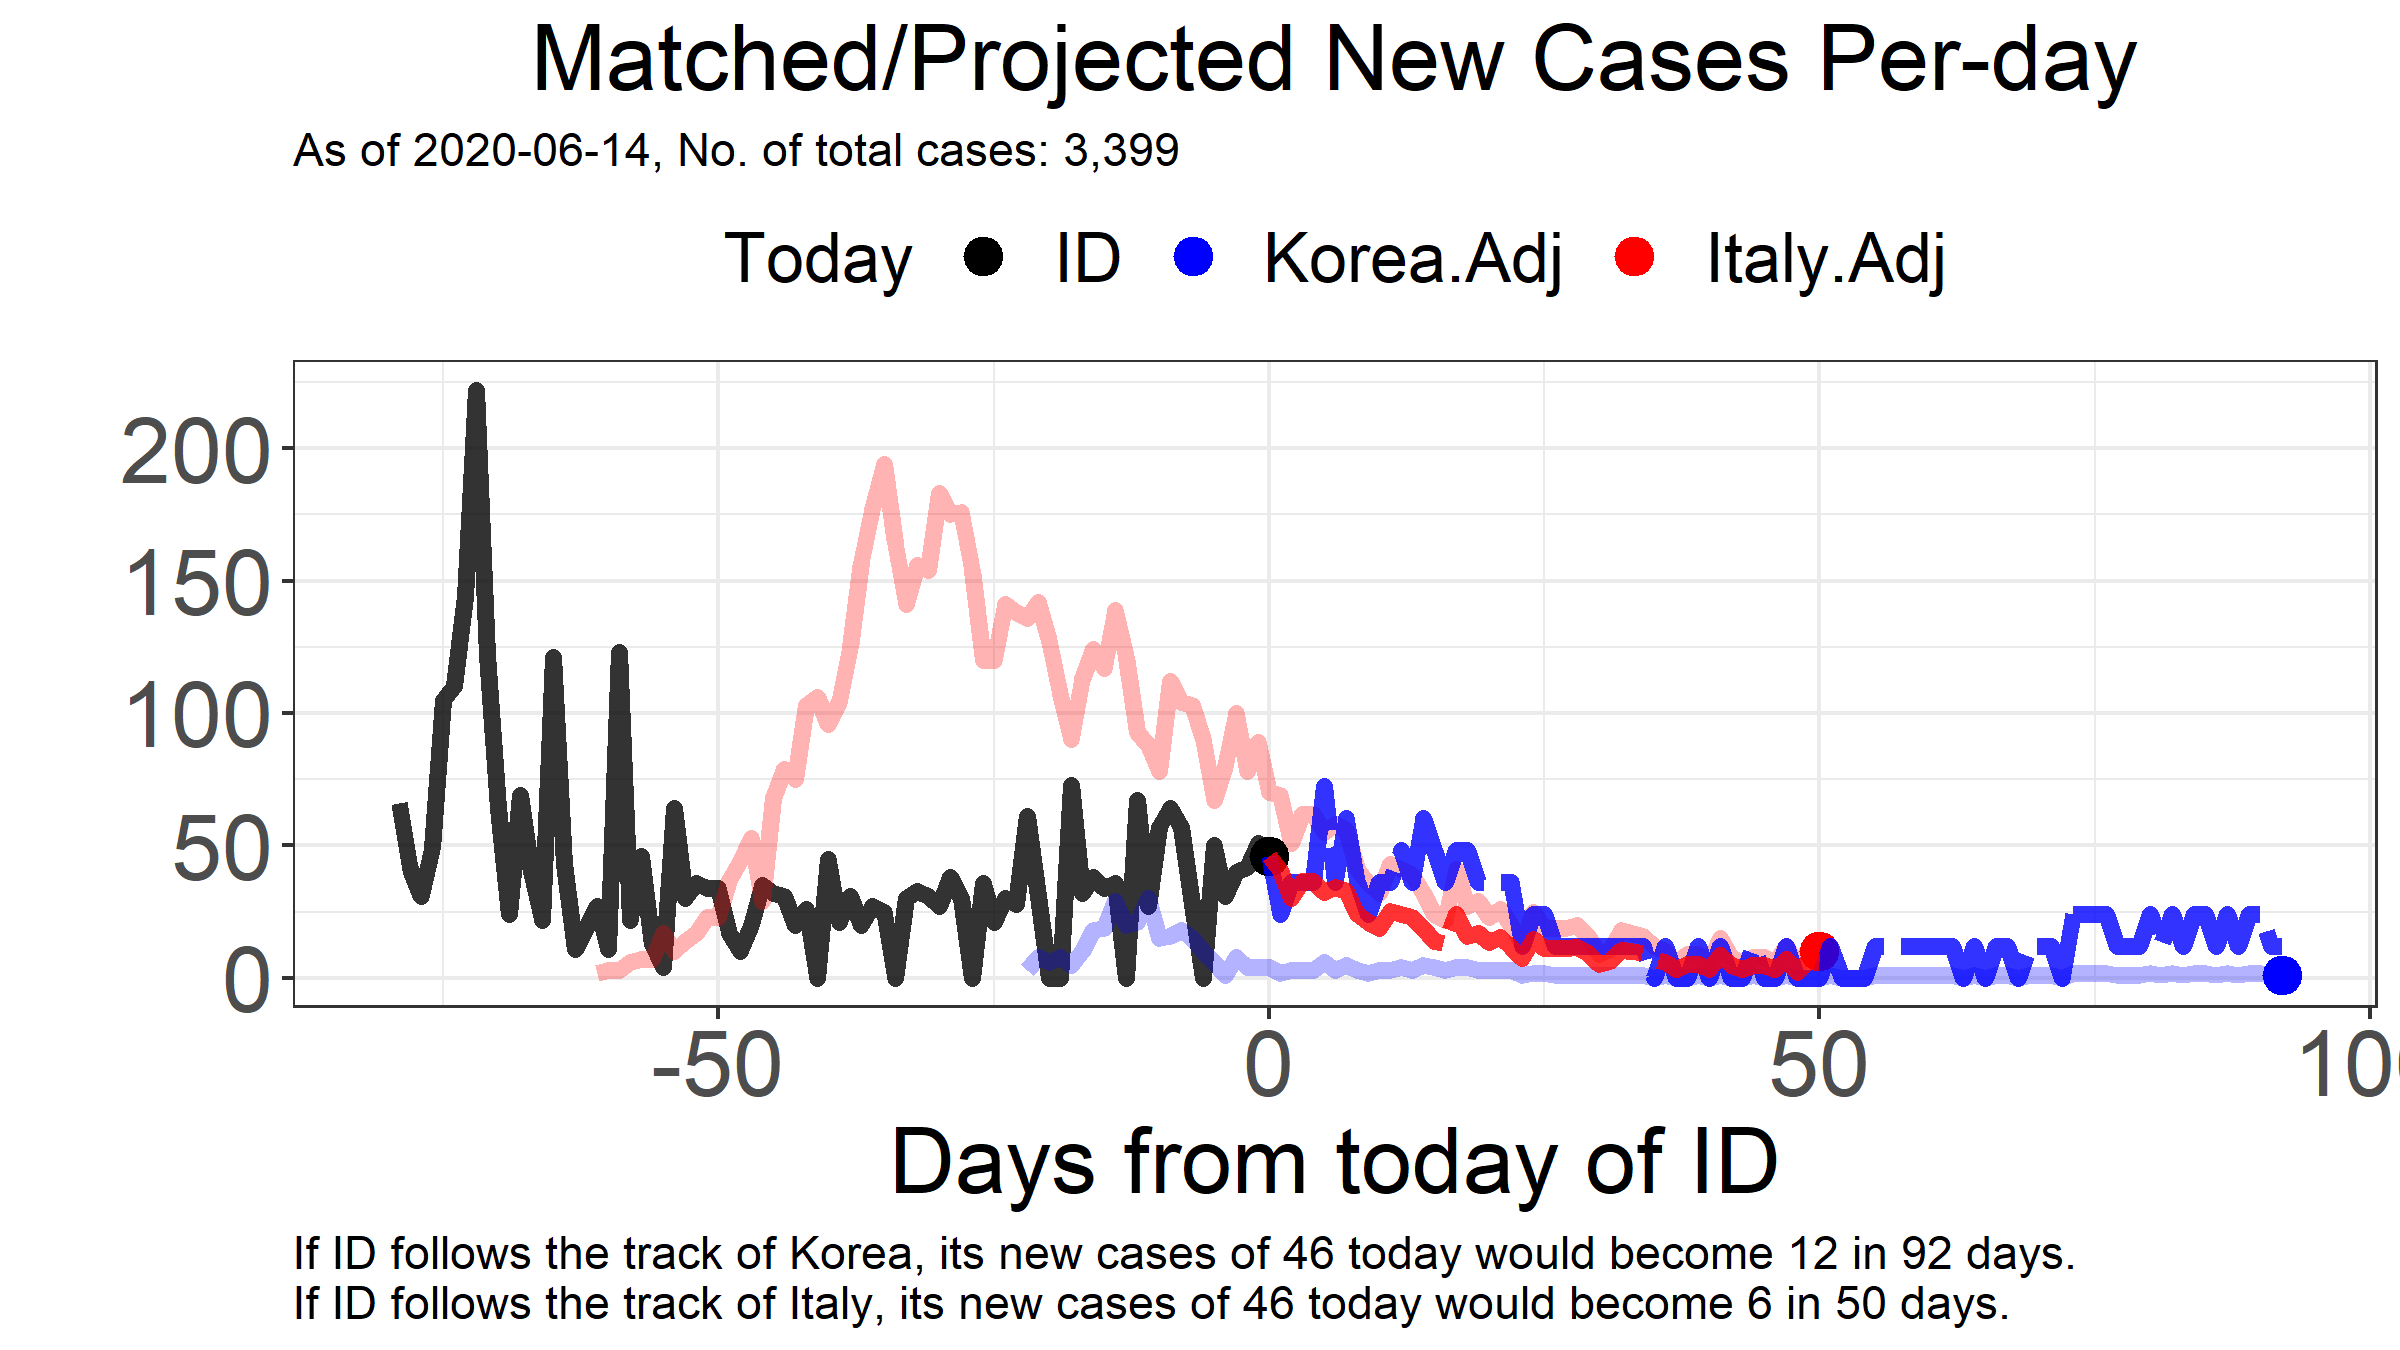 Matched/Projected New Cases Per-day
As of 2020-06-14, No. of total cases: 3,399
Today ID Korea.Adj Italy.Adj
200
150
100
50
0
-50 0 50 10
Days from today of ID
If ID follows the track of Korea, its new cases of 46 today would become 12 in 92 days.
If ID follows the track of Italy, its new cases of 46 today would become 6 in 50 days.